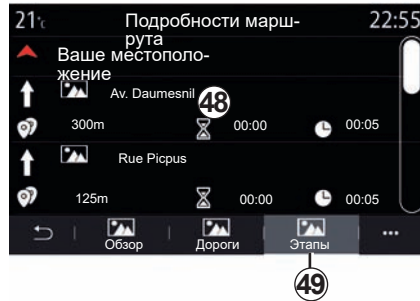 21°c Подробности марш-
рута 22:55
Ваше местополо-
жение
Av. Daumesnil 48
300m 00:00 00:05
Rue Picpus
125m 00:00 00:05
Обзор Дороги Этапы ...
49